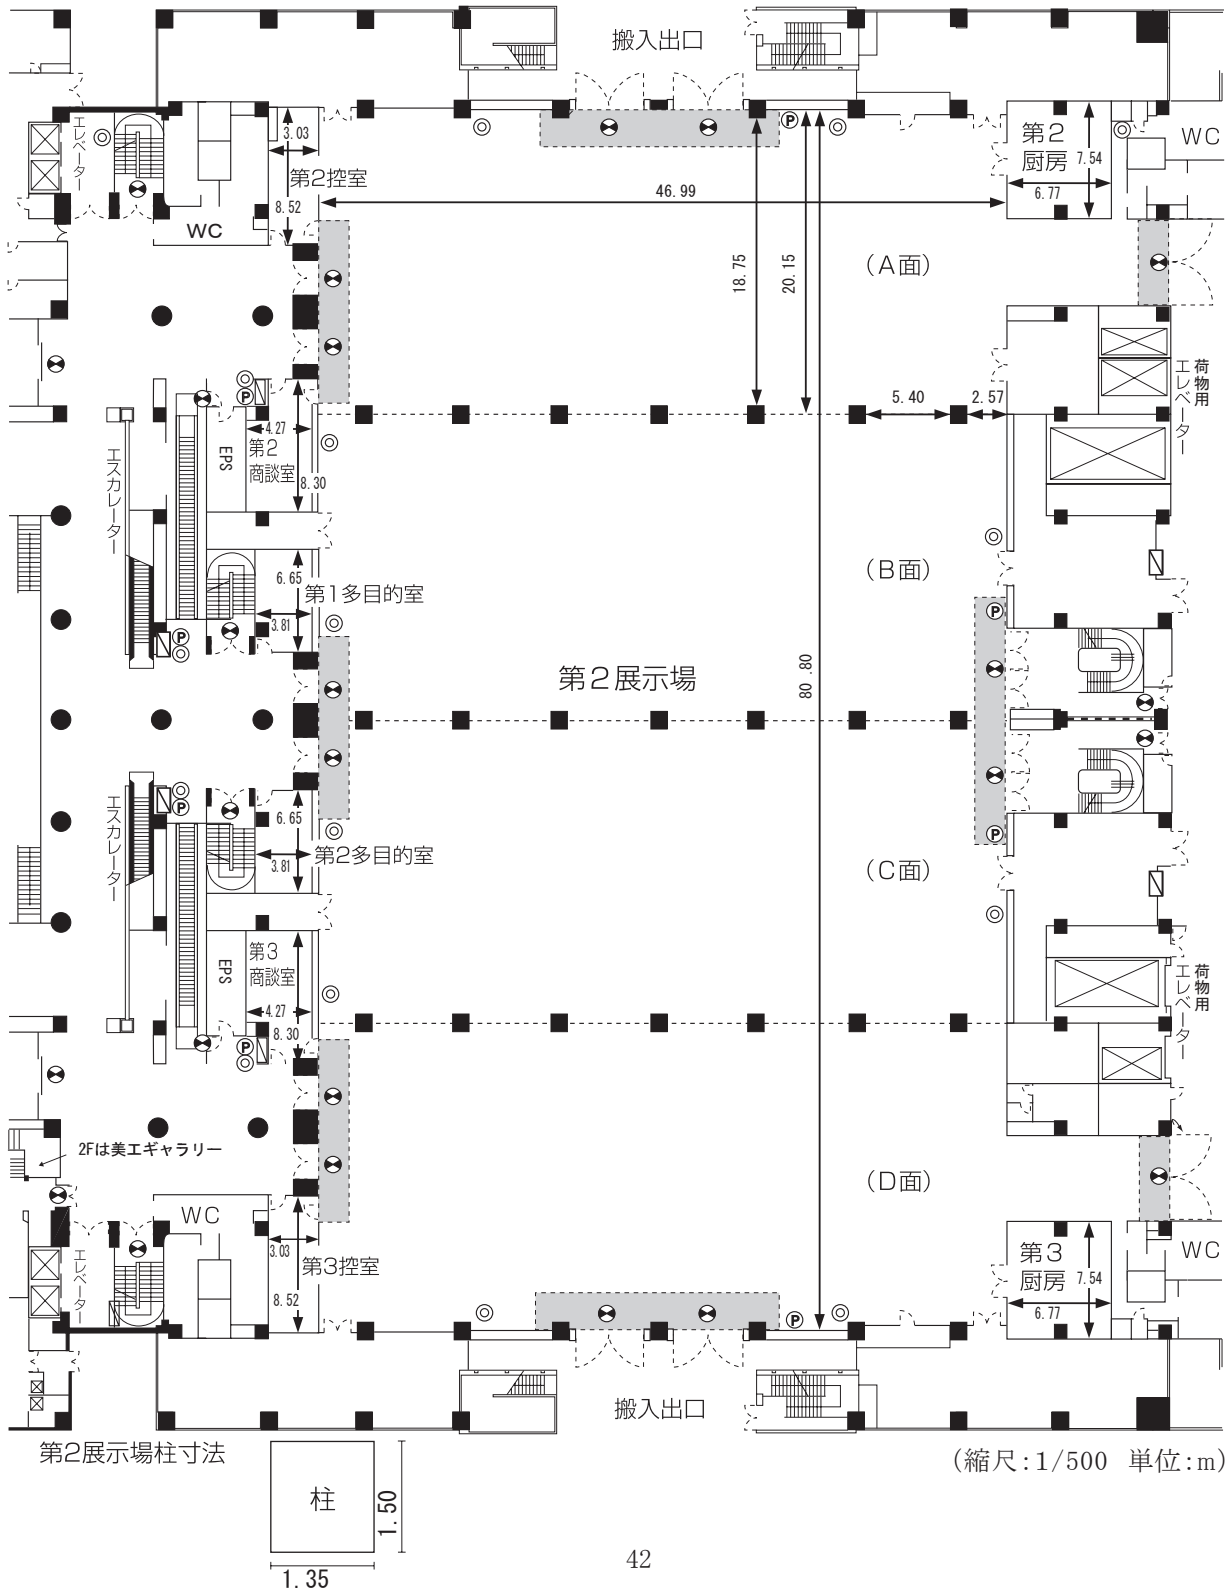 搬入出口
エレベーター
3.03
第2控室
8.52
WC
P
第2
厨房
7.54
6.77
WC
46.99
18.75
20.15
(A面)
5.40
2.57
荷物用
エレベーター
P
4.27
第2
商談室
EPS
8.30
エスカレーター
6.65
第1多目的室
3.81
P
(B面)
P
第2展示場
80.80
エスカレーター
P
6.65
第2多目的室
3.81
P
(C面)
第3
商談室
EPS
4.27
8.30
P
荷物用
エレベーター
2Fは美工ギャラリー
(D面)
WC
エレベーター
3.03
第3控室
8.52
P
第3
厨房
7.54
6.77
WC
搬入出口
第2展示場柱寸法
(縮尺:1/500 単位:m)
柱
1.50
1.35
42